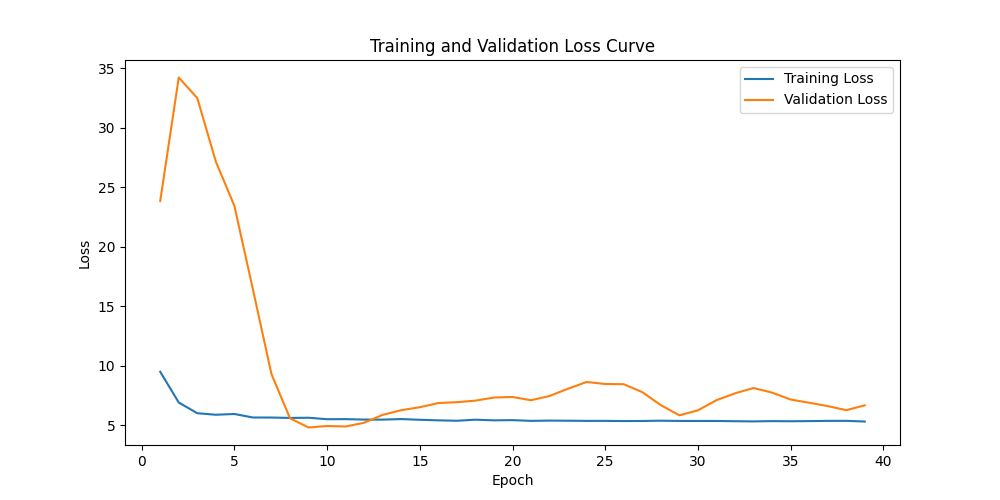 Training and Validation Loss Curve
35
30
25
20
15
10
5
Loss
Training Loss
Validation Loss
0 5 10 15 20 25 30 35 40
Epoch